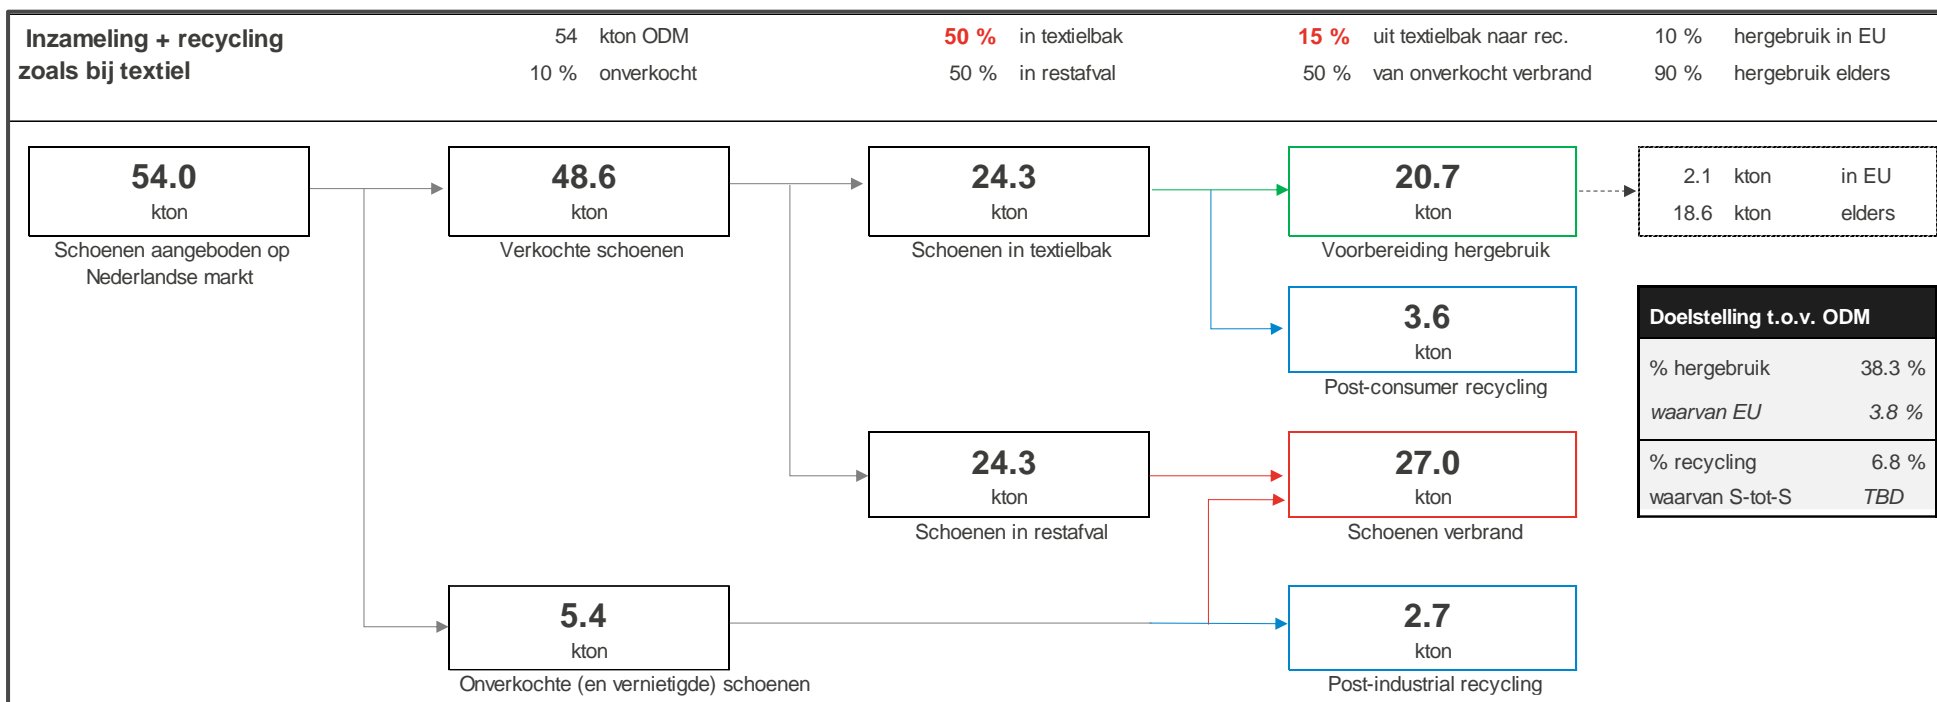 Inzameling + recycling
zoals bij textiel
54 kton ODM
10 % onverkocht
50 % in textielbak
50 % in restafval
15 % uit textielbak naar rec.
50 % van onverkocht verbrand
10 % hergebruik in EU
90 % hergebruik elders
54.0
kton
Schoenen aangeboden op
Nederlandse markt
48.6
kton
Verkochte schoenen
24.3
kton
Schoenen in textielbak
20.7
kton
Voorbereiding hergebruik
2.1 kton in EU
18.6 kton elders
3.6
kton
Post-consumer recycling
Doelstelling t.o.v. ODM
% hergebruik 38.3 %
waarvan EU 3.8 %
% recycling 6.8 %
waarvan S-tot-S TBD
24.3
kton
Schoenen in restafval
27.0
kton
Schoenen verbrand
5.4
kton
Onverkochte (en vernietigde) schoenen
2.7
kton
Post-industrial recycling